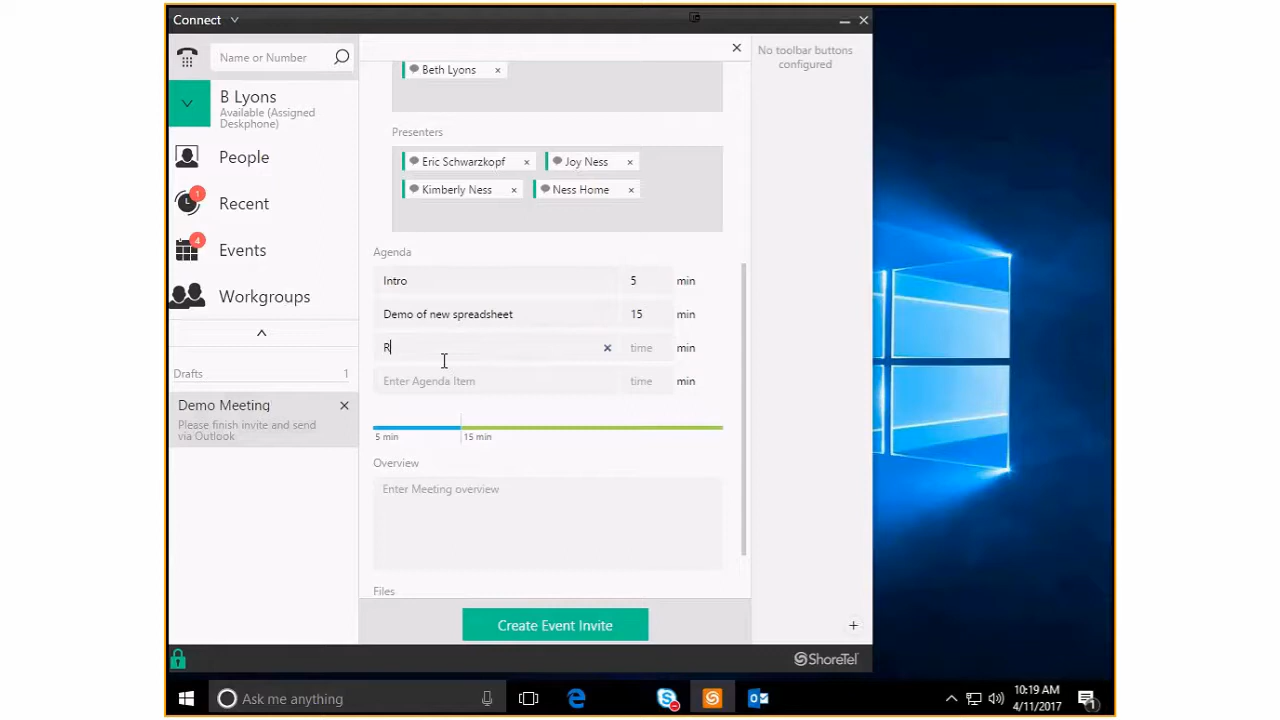 Connect
Name or Number
B Lyons
Available (Assigned
Deskphone)
People
1
Recent
4
Events
Workgroups
Drafts 1
Demo Meeting
Please finish invite and send
via Outlook
Beth Lyons ×
Presenters
Eric Schwarzkopf × Joy Ness ×
Kimberly Ness × Ness Home ×
Agenda
Intro 5 min
Demo of new spreadsheet 15 min
R time min
Enter Agenda Item time min
5 min 15 min
Overview
Enter Meeting overview
Files
Create Event Invite
No toolbar buttons
configured
+
ShoreTel
Ask me anything
10:19 AM
4/11/2017
1